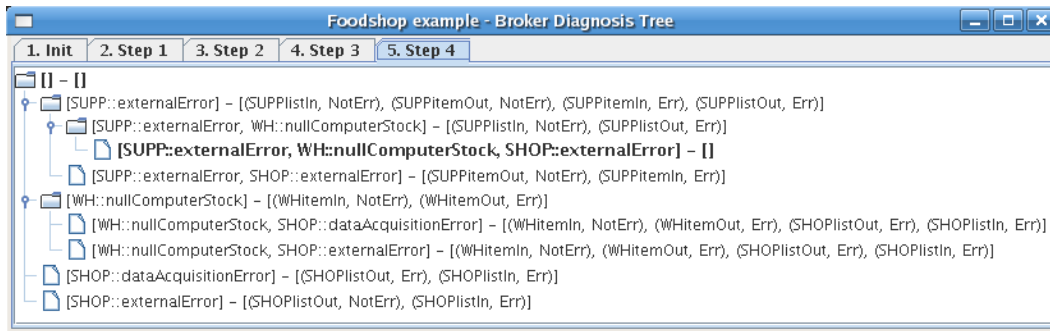 Foodshop example - Broker Diagnosis Tree
1. Init 2. Step 1 3. Step 2 4. Step 3 5. Step 4
[] - []
[SUPP::externalError] - [(SUPPlistIn, NotErr), (SUPPitemOut, NotErr), (SUPPitemIn, Err), (SUPPlistOut, Err)]
[SUPP::externalError, WH::nullComputerStock] - [(SUPPlistIn, NotErr), (SUPPlistOut, Err)]
[SUPP::externalError, WH::nullComputerStock, SHOP::externalError] - []
[SUPP::externalError, SHOP::externalError] - [(SUPPitemOut, NotErr), (SUPPitemIn, Err)]
[WH::nullComputerStock] - [(WHitemIn, NotErr), (WHitemOut, Err)]
[WH::nullComputerStock, SHOP::dataAcquisitionError] - [(WHitemIn, NotErr), (WHitemOut, Err), (SHOPlistOut, Err), (SHOPlistIn, Err)]
[WH::nullComputerStock, SHOP::externalError] - [(WHitemIn, NotErr), (WHitemOut, Err), (SHOPlistOut, Err), (SHOPlistIn, Err)]
[SHOP::dataAcquisitionError] - [(SHOPlistOut, Err), (SHOPlistIn, Err)]
[SHOP::externalError] - [(SHOPlistOut, NotErr), (SHOPlistIn, Err)]